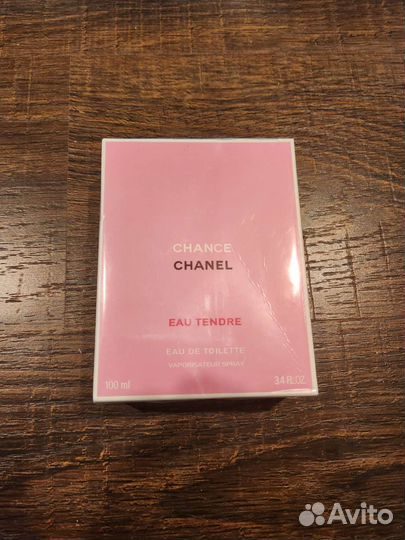 CHANCE
CHANEL
EAU TENDRE
EAU DE TOILETTE
VAPORISATEUR SPRAY
100 ml 3.4 FL.OZ.
Avito